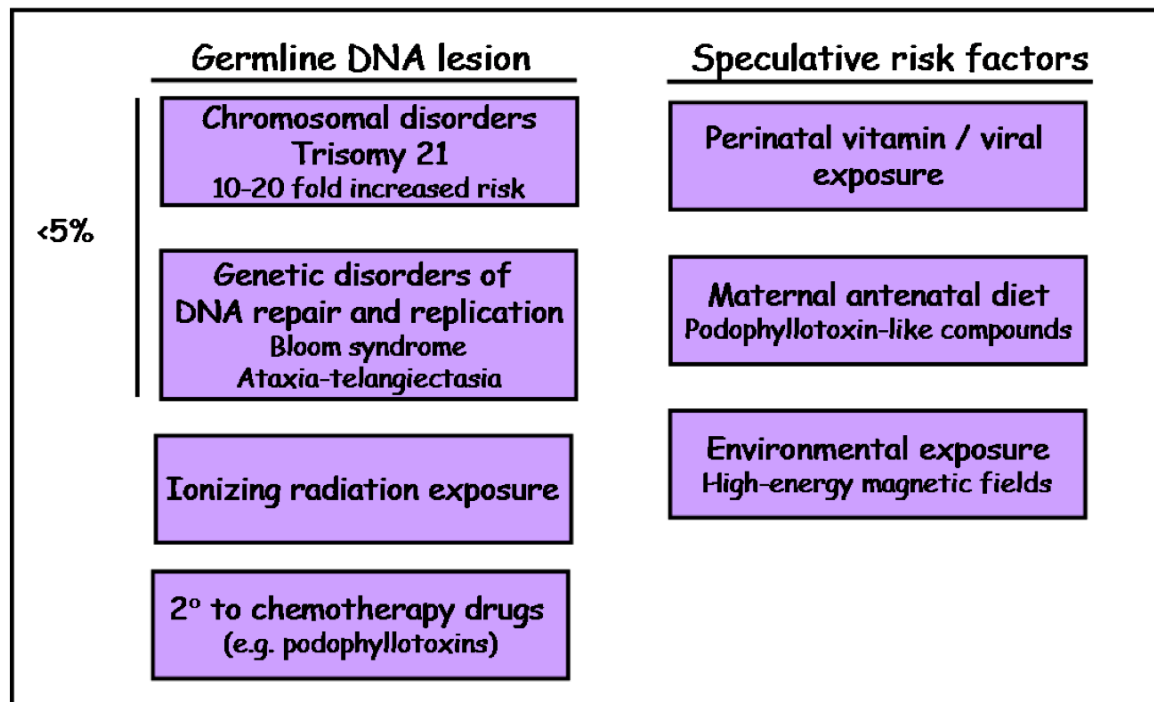 Germline DNA lesion
Chromosomal disorders
Trisomy 21
10-20 fold increased risk
<5%
Genetic disorders of
DNA repair and replication
Bloom syndrome
Ataxia-telangiectasia
Ionizing radiation exposure
2° to chemotherapy drugs
(e.g. podophyllotoxins)
Speculative risk factors
Perinatal vitamin / viral
exposure
Maternal antenatal diet
Podophyllotoxin-like compounds
Environmental exposure
High-energy magnetic fields